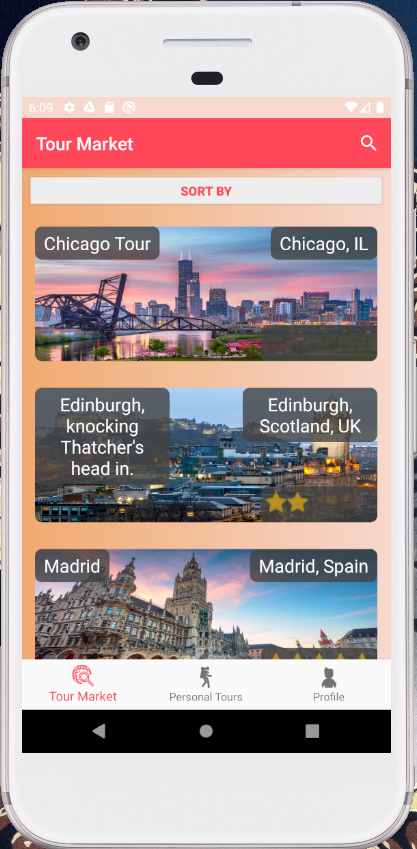 6:09
Tour Market
SORT BY
Chicago Tour
Chicago, IL
Edinburgh,
knocking
Thatcher's
head in.
Edinburgh,
Scotland, UK
Madrid
Madrid, Spain
Tour Market
Personal Tours
Profile